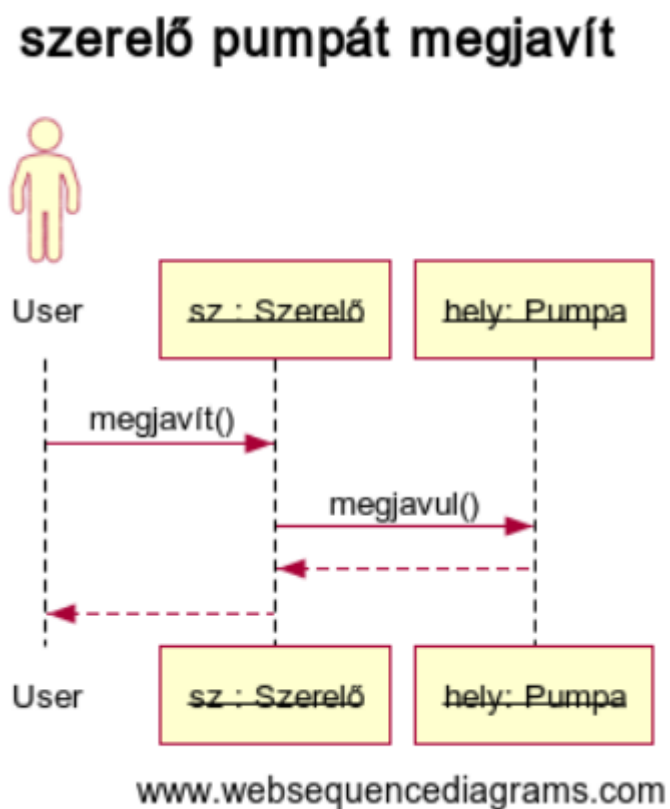 szerelő pumpát megjavít
User
sz : Szerelő
hely: Pumpa
megjavít()
megjavul()
User
sz : Szerelő
hely: Pumpa
www.websequencediagrams.com